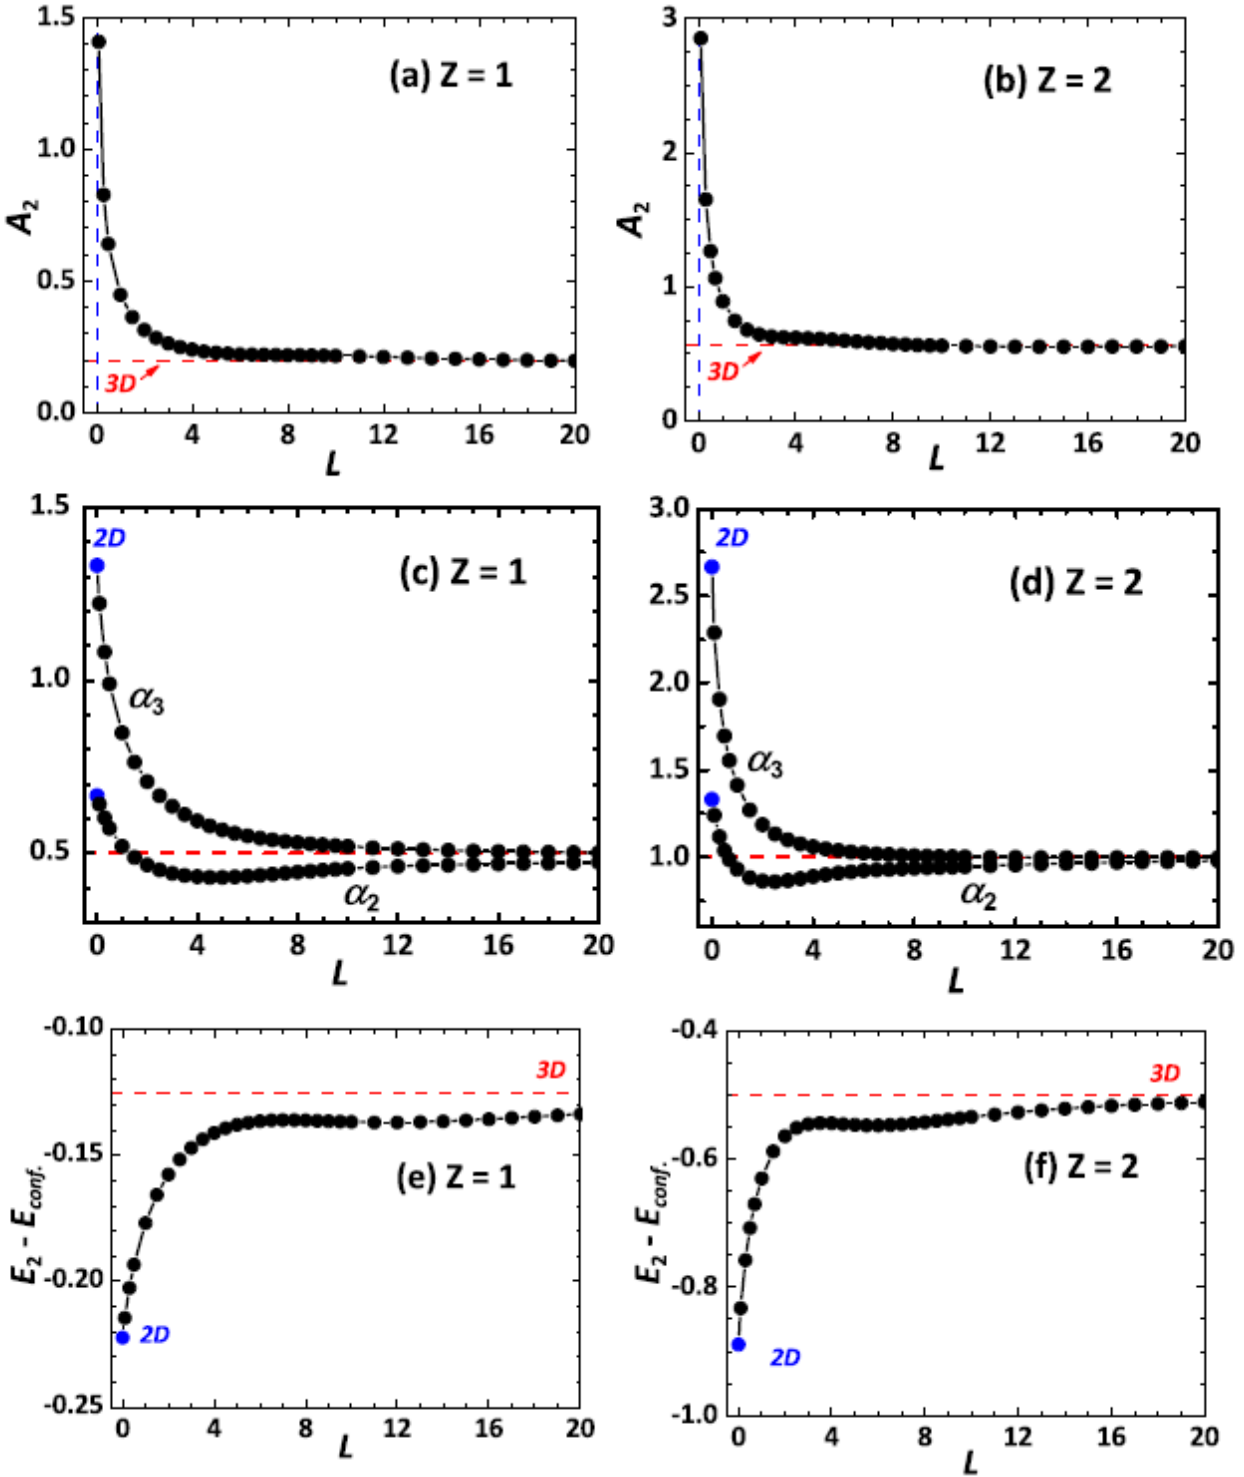 1.5
1.0
0.5
0.0
A2
(a) Z = 1
3D
0 4 8 12 16 20
L
3
2
1
0
A2
(b) Z = 2
3D
0 4 8 12 16 20
L
1.5
1.0
0.5
2D
(c) Z = 1
α3
α2
0 4 8 12 16 20
L
3.0
2.5
2.0
1.5
1.0
2D
(d) Z = 2
α3
α2
0 4 8 12 16 20
L
-0.10
-0.15
-0.20
-0.25
E2 - Econf.
3D
(e) Z = 1
2D
0 4 8 12 16 20
L
-0.4
-0.6
-0.8
-1.0
E2 - Econf.
3D
(f) Z = 2
2D
0 4 8 12 16 20
L